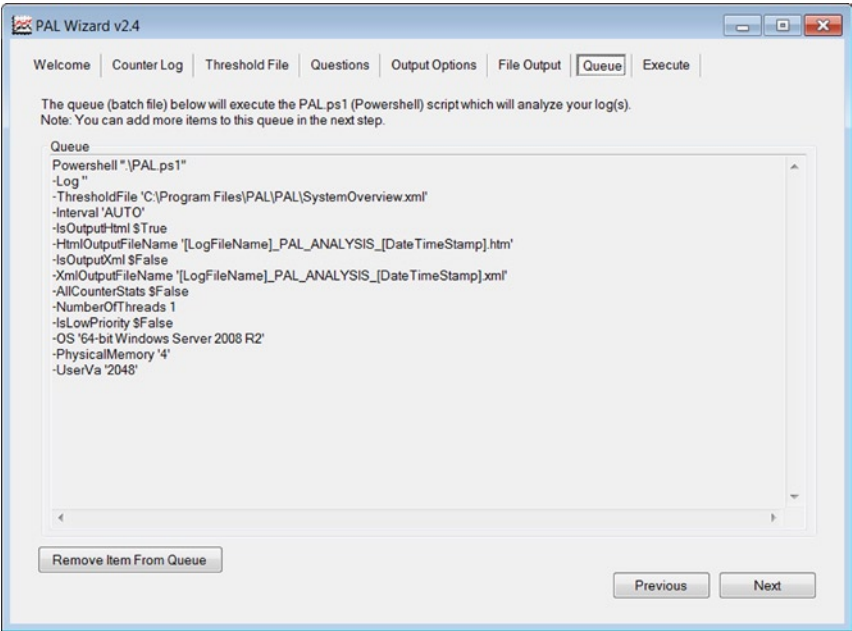 PAL Wizard v2.4
Welcome Counter Log Threshold File Questions Output Options File Output Queue Execute
The queue (batch file) below will execute the PAL.ps1 (Powershell) script which will analyze your log(s).
Note: You can add more items to this queue in the next step.
Queue
Powershell ".\PAL.ps1"
-Log ''
-ThresholdFile 'C:\Program Files\PAL\PAL\SystemOverview.xml'
-Interval 'AUTO'
-IsOutputHtml $True
-HtmlOutputFileName '[LogFileName]_PAL_ANALYSIS_[DateTimeStamp].htm'
-IsOutputXml $False
-XmlOutputFileName '[LogFileName]_PAL_ANALYSIS_[DateTimeStamp].xml'
-AllCounterStats $False
-NumberOfThreads 1
-IsLowPriority $False
-OS '64-bit Windows Server 2008 R2'
-PhysicalMemory '4'
-UserVa '2048'
Remove Item From Queue
Previous Next